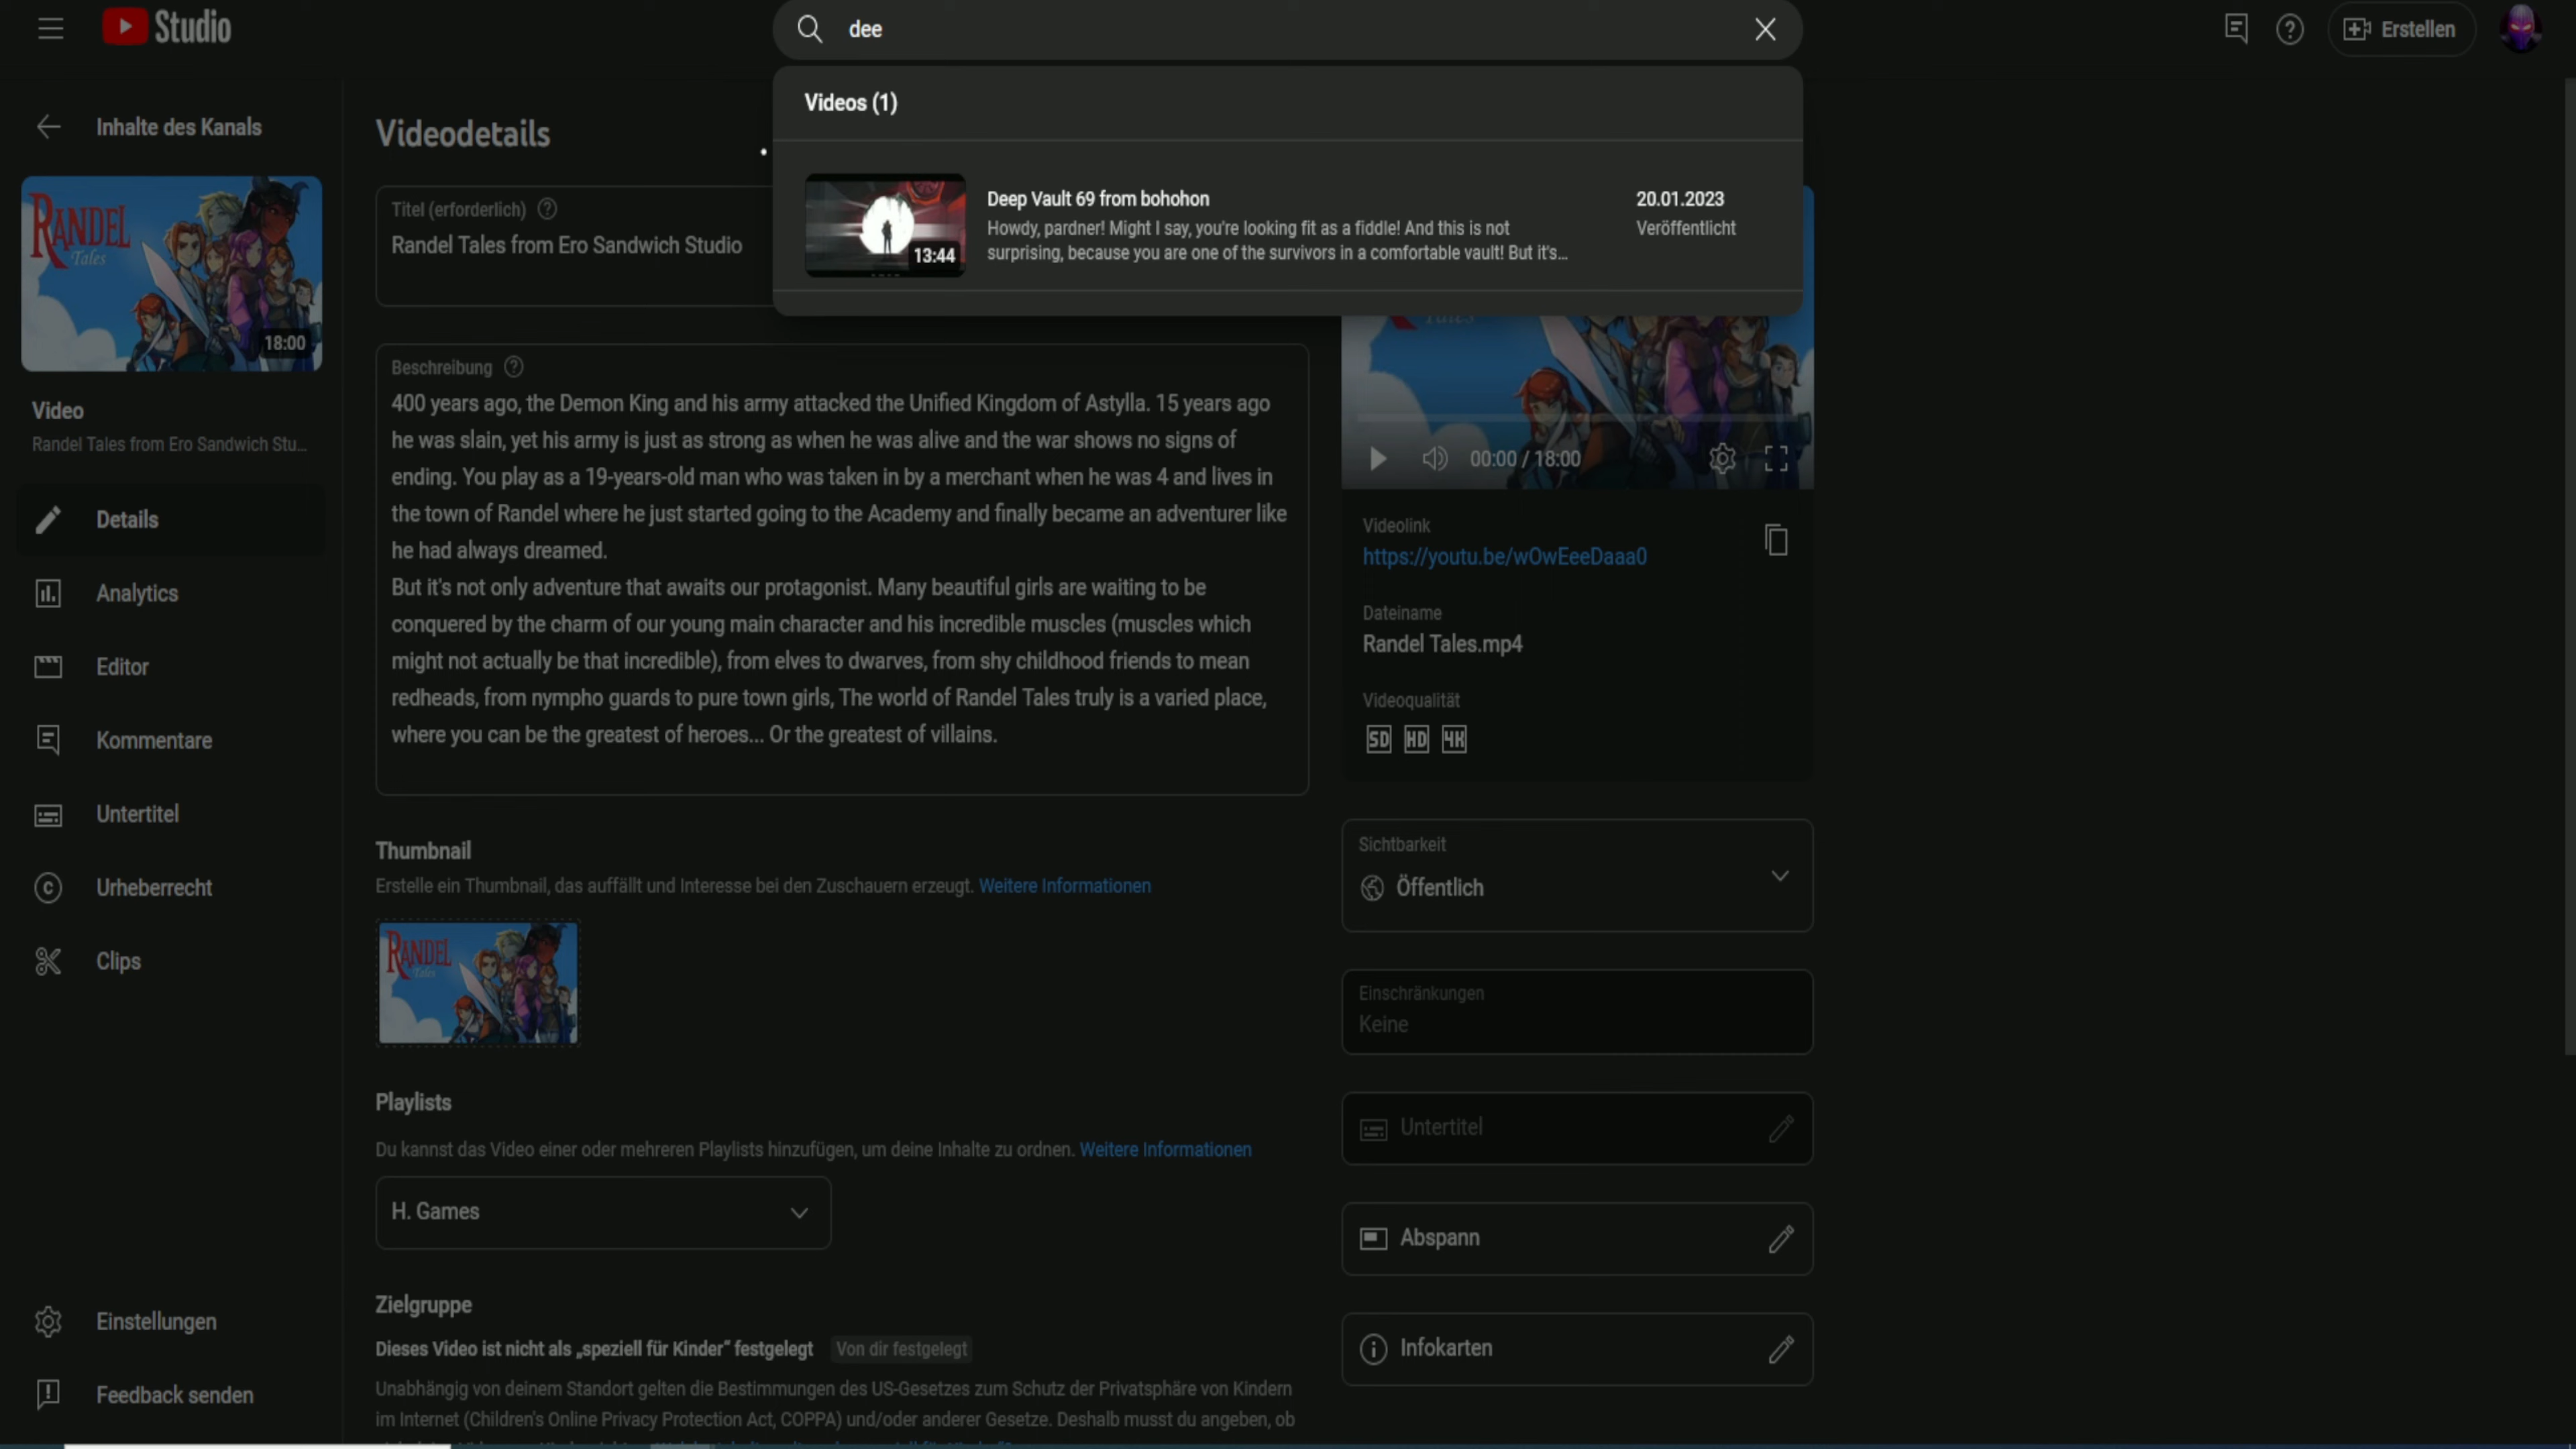 Studio
dee
Erstellen
Videos (1)
Deep Vault 69 from bohohon
20.01.2023
Howdy, pardner! Might I say, you're looking fit as a fiddle! And this is not
Veröffentlicht
surprising, because you are one of the survivors in a comfortable vault! But it's...
13:44
Inhalte des Kanals
RANDEL
Tales
18:00
Video
Randel Tales from Ero Sandwich Stu...
Details
Analytics
Editor
Kommentare
Untertitel
Urheberrecht
Clips
Einstellungen
Feedback senden
Videodetails
Titel (erforderlich)
Randel Tales from Ero Sandwich Studio
Beschreibung
400 years ago, the Demon King and his army attacked the Unified Kingdom of Astylla. 15 years ago
he was slain, yet his army is just as strong as when he was alive and the war shows no signs of
ending. You play as a 19-years-old man who was taken in by a merchant when he was 4 and lives in
the town of Randel where he just started going to the Academy and finally became an adventurer like
he had always dreamed.
But it's not only adventure that awaits our protagonist. Many beautiful girls are waiting to be
conquered by the charm of our young main character and his incredible muscles (muscles which
might not actually be that incredible), from elves to dwarves, from shy childhood friends to mean
redheads, from nympho guards to pure town girls, The world of Randel Tales truly is a varied place,
where you can be the greatest of heroes... Or the greatest of villains.
Thumbnail
Erstelle ein Thumbnail, das auffällt und Interesse bei den Zuschauern erzeugt. Weitere Informationen
RANDEL
Tales
Playlists
Du kannst das Video einer oder mehreren Playlists hinzufügen, um deine Inhalte zu ordnen. Weitere Informationen
H. Games
Zielgruppe
Dieses Video ist nicht als „speziell für Kinder“ festgelegt Von dir festgelegt
Unabhängig von deinem Standort gelten die Bestimmungen des US-Gesetzes zum Schutz der Privatsphäre von Kindern
im Internet (Children's Online Privacy Protection Act, COPPA) und/oder anderer Gesetze. Deshalb musst du angeben, ob
00:00 / 18:00
Videolink
https://youtu.be/wOwEeeDaaa0
Dateiname
Randel Tales.mp4
Videoqualität
SD HD 4K
Sichtbarkeit
Öffentlich
Einschränkungen
Keine
Untertitel
Abspann
Infokarten